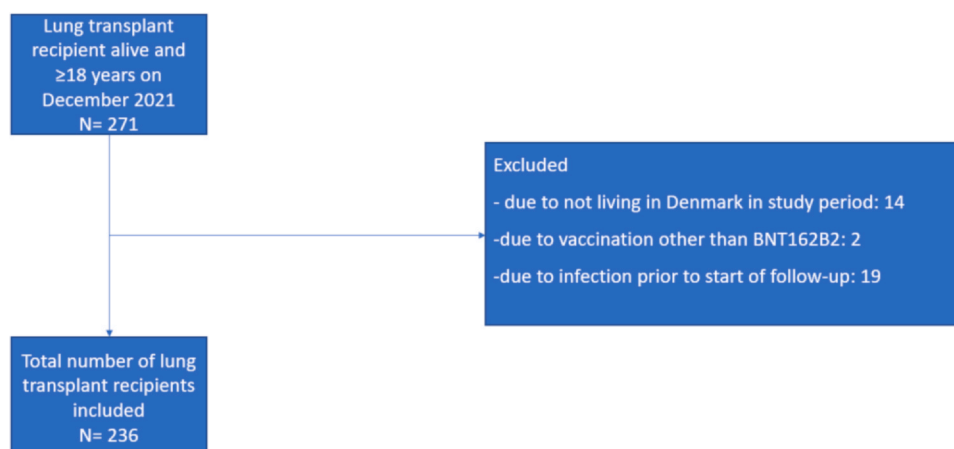 Lung transplant
recipient alive and
≥18 years on
December 2021
N= 271
Excluded
- due to not living in Denmark in study period: 14
-due to vaccination other than BNT162B2: 2
-due to infection prior to start of follow-up: 19
Total number of lung
transplant recipients
included
N= 236